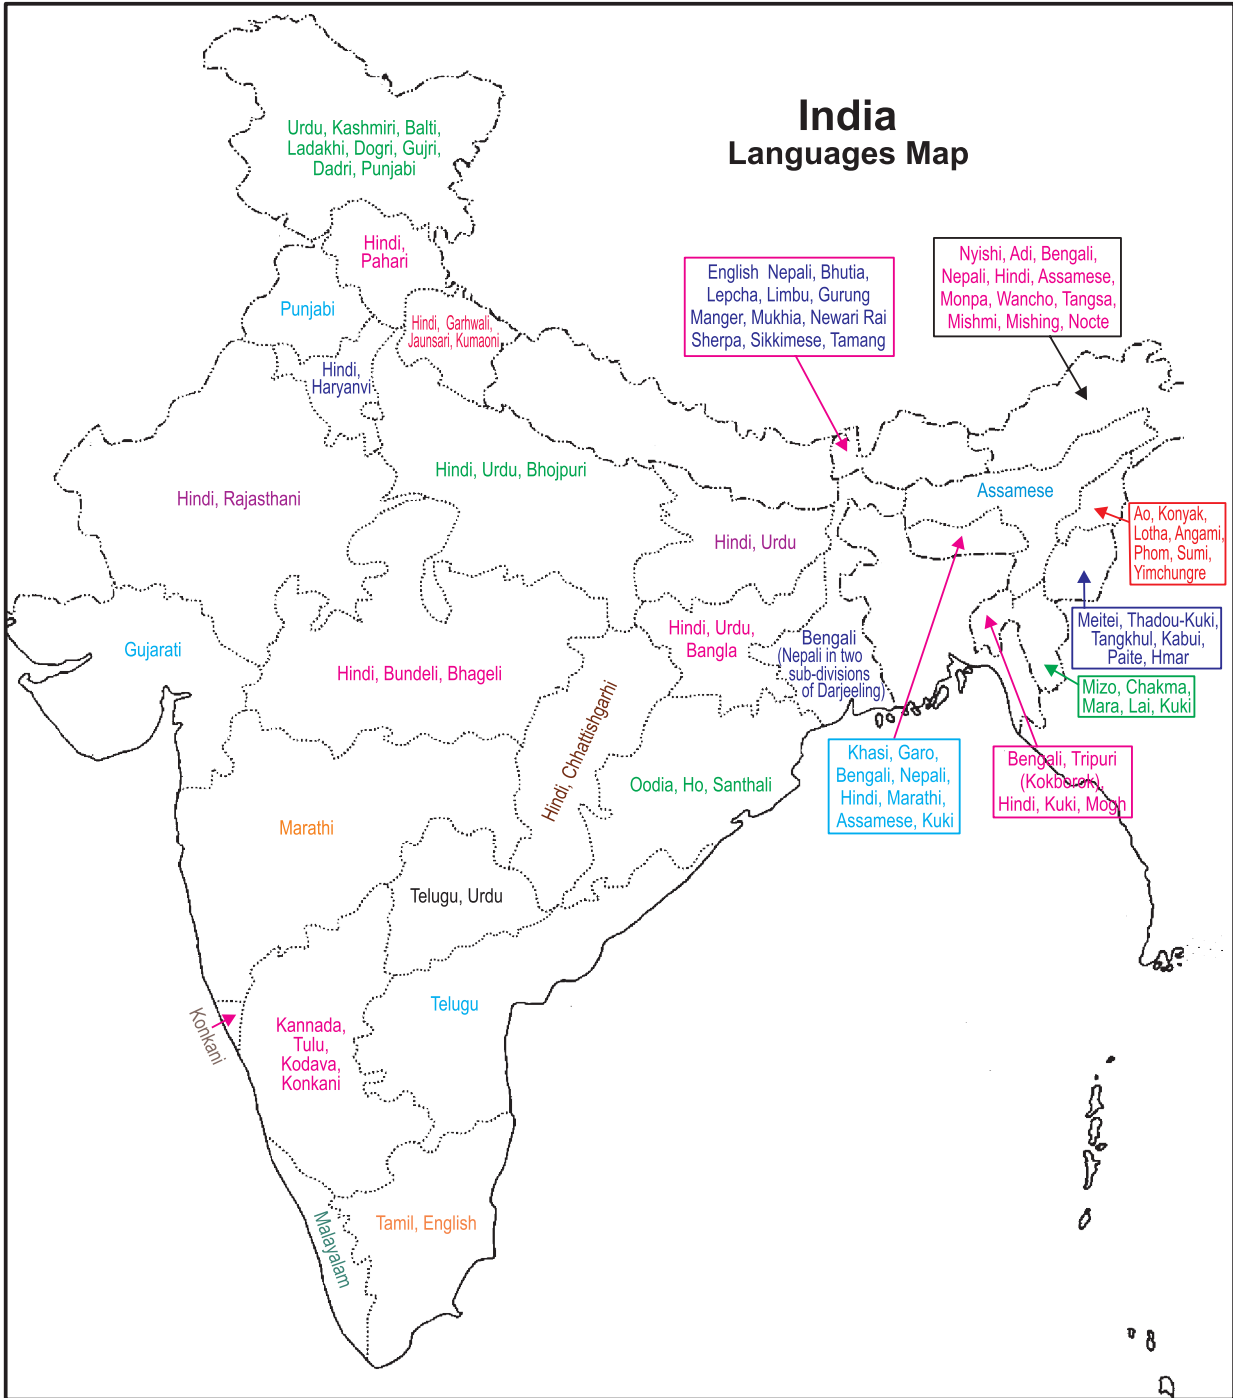 India
Languages Map
Urdu, Kashmiri, Balti,
Ladakhi, Dogri, Gujri,
Dadri, Punjabi
Hindi,
Pahari
Punjabi
Hindi, Garhwali,
Jaunsari, Kumaoni
Hindi,
Haryanvi
English Nepali, Bhutia,
Lepcha, Limbu, Gurung
Manger, Mukhia, Newari Rai
Sherpa, Sikkimese, Tamang
Nyishi, Adi, Bengali,
Nepali, Hindi, Assamese,
Monpa, Wancho, Tangsa,
Mishmi, Mishing, Nocte
Hindi, Rajasthani
Hindi, Urdu, Bhojpuri
Assamese
Hindi, Urdu
Ao, Konyak,
Lotha, Angami,
Phom, Sumi,
Yimchungre
Meitei, Thadou-Kuki,
Tangkhul, Kabui,
Paite, Hmar
Gujarati
Hindi, Bundeli, Bhageli
Hindi, Urdu,
Bangla
Bengali
(Nepali in two
sub-divisions
of Darjeeling)
Mizo, Chakma,
Mara, Lai, Kuki
Hindi, Chhattishgarhi
Oodia, Ho, Santhali
Khasi, Garo,
Bengali, Nepali,
Hindi, Marathi,
Assamese, Kuki
Bengali, Tripuri
(Kokborok),
Hindi, Kuki, Mogh
Marathi
Telugu, Urdu
Telugu
Konkani
Kannada,
Tulu,
Kodava,
Konkani
Malayalam
Tamil, English